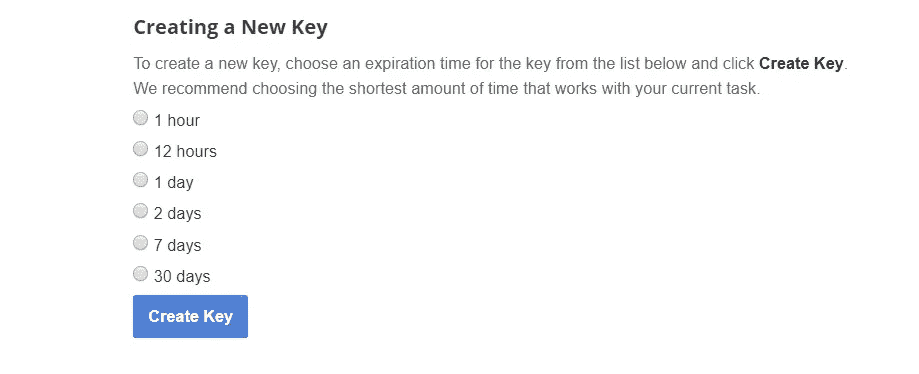 Creating a New Key
To create a new key, choose an expiration time for the key from the list below and click Create Key.
We recommend choosing the shortest amount of time that works with your current task.
1 hour
12 hours
1 day
2 days
7 days
30 days
Create Key